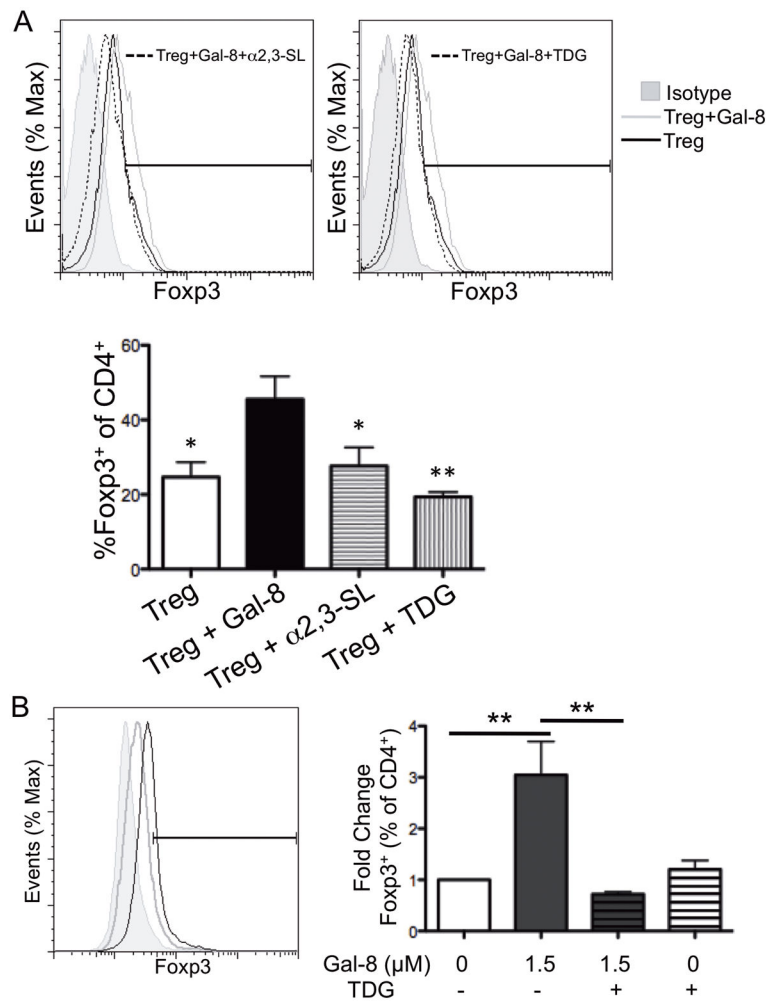 A
Treg+Gal-8+α2,3-SL
Events (% Max)
Foxp3
Treg+Gal-8+TDG
Events (% Max)
Foxp3
Isotype
Treg+Gal-8
Treg
%Foxp3⁺ of CD4⁺
60
40
20
0
*
*
**
Treg
Treg + Gal-8
Treg + α2,3-SL
Treg + TDG
B
Events (% Max)
Foxp3
Fold Change
Foxp3⁺ (% of CD4⁺)
4
3
2
1
0
**
**
Gal-8 (μM) 0 1.5 1.5 0
TDG - - + +